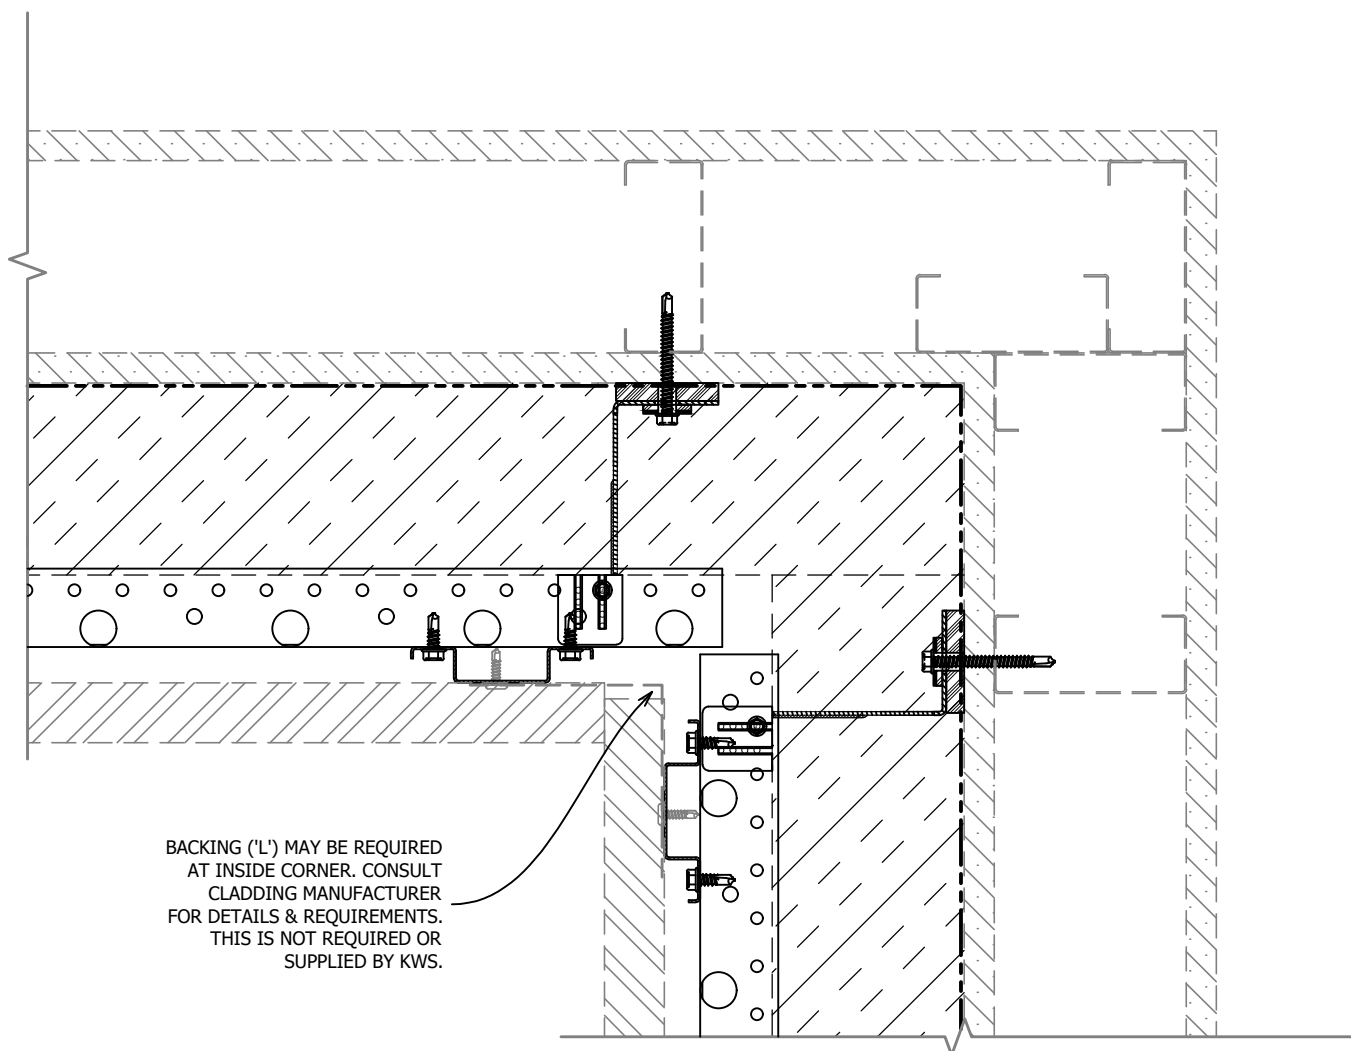 BACKING ('L') MAY BE REQUIRED
AT INSIDE CORNER. CONSULT
CLADDING MANUFACTURER
FOR DETAILS & REQUIREMENTS.
THIS IS NOT REQUIRED OR
SUPPLIED BY KWS.